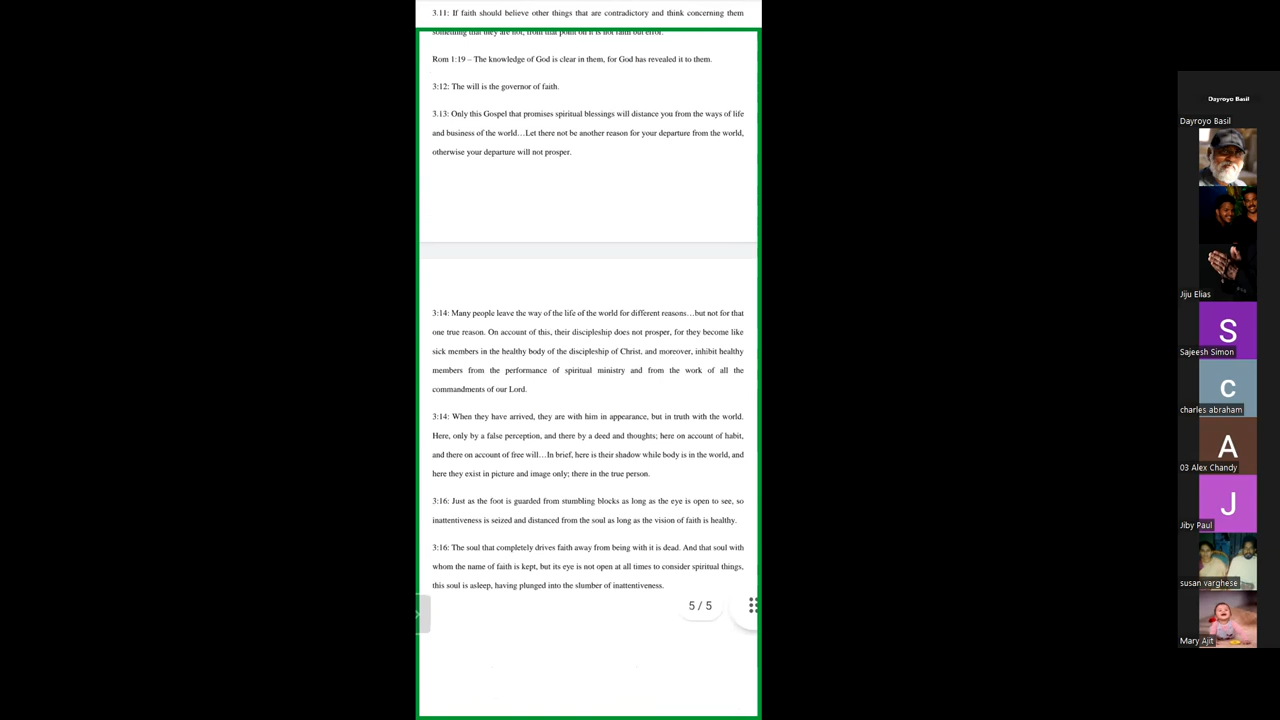 3.11: If faith should believe other things that are contradictory and think concerning them
something that they are not, from that point on it is not faith but error.
Rom 1:19 – The knowledge of God is clear in them, for God has revealed it to them.
3:12: The will is the governor of faith.
3.13: Only this Gospel that promises spiritual blessings will distance you from the ways of life
and business of the world…Let there not be another reason for your departure from the world,
otherwise your departure will not prosper.
3:14: Many people leave the way of the life of the world for different reasons…but not for that
one true reason. On account of this, their discipleship does not prosper, for they become like
sick members in the healthy body of the discipleship of Christ, and moreover, inhibit healthy
members from the performance of spiritual ministry and from the work of all the
commandments of our Lord.
3:14: When they have arrived, they are with him in appearance, but in truth with the world.
Here, only by a false perception, and there by a deed and thoughts; here on account of habit,
and there on account of free will…In brief, here is their shadow while body is in the world, and
here they exist in picture and image only; there in the true person.
3:16: Just as the foot is guarded from stumbling blocks as long as the eye is open to see, so
inattentiveness is seized and distanced from the soul as long as the vision of faith is healthy.
3:16: The soul that completely drives faith away from being with it is dead. And that soul with
whom the name of faith is kept, but its eye is not open at all times to consider spiritual things,
this soul is asleep, having plunged into the slumber of inattentiveness.
5 / 5
Dayroyo Basil
Dayroyo Basil
Jiju Elias
S
Sajeesh Simon
c
charles abraham
A
03 Alex Chandy
J
Jiby Paul
susan varghese
Mary Ajit